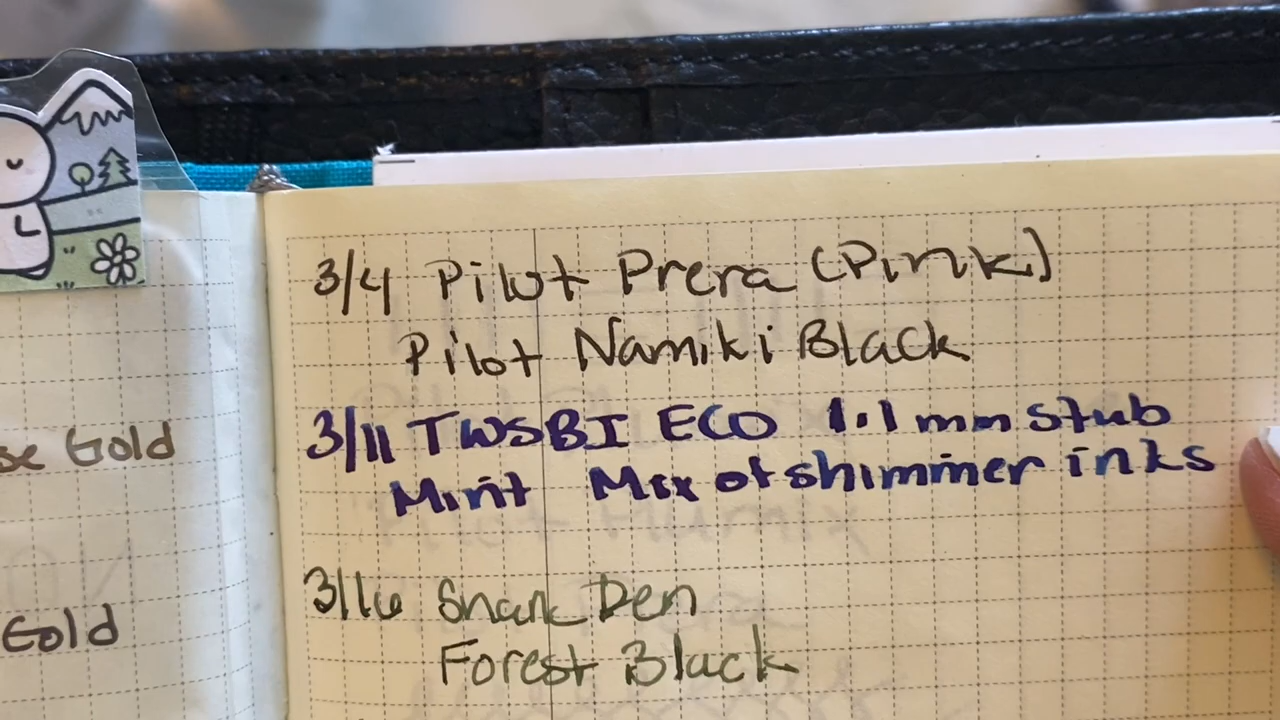 se Gold
Gold
3/4 Pilot Prera (Pink)
Pilot Namiki Black
3/11 TWSBI ECO 1.1mm Stub
Mint Mix of shimmer inks
3/16 Snark Den
Forest Black